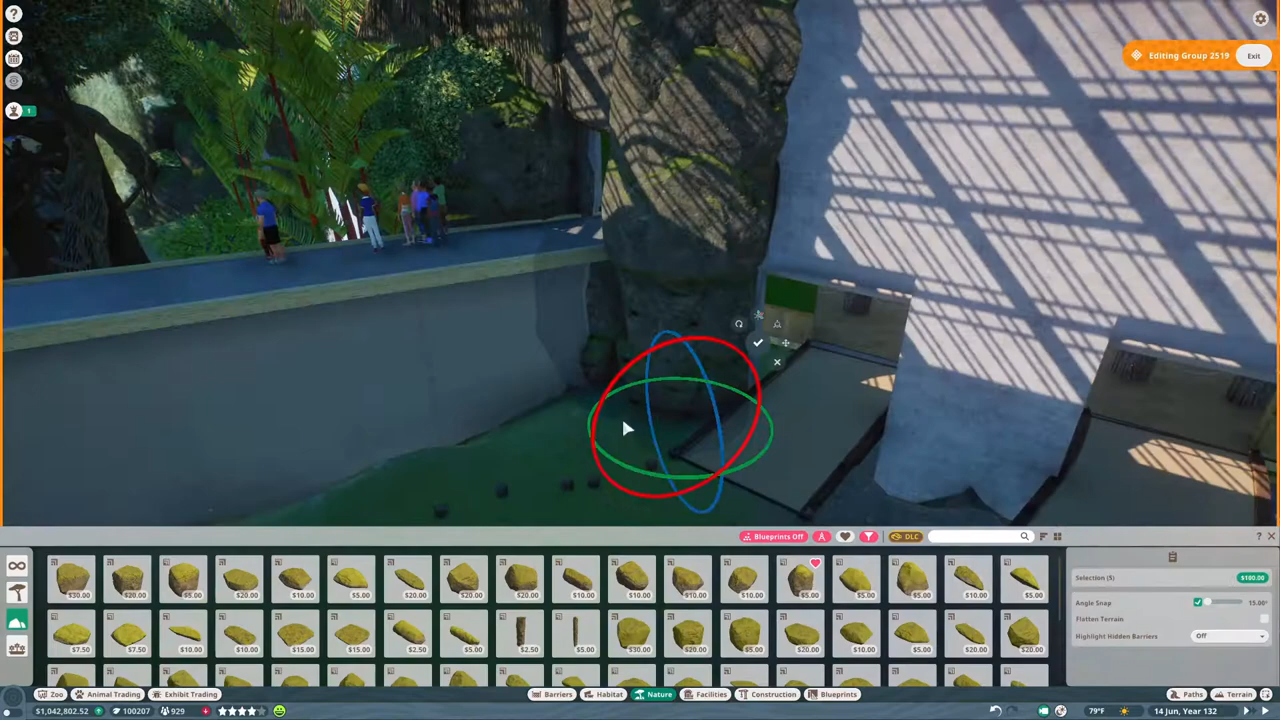 Editing Group 2519
Exit
1
Blueprints Off
DLC
$30.00 $20.00 $5.00 $20.00 $10.00 $5.00 $5.00 $20.00 $20.00 $10.00 $10.00 $10.00 $10.00 $5.00 $5.00 $5.00 $10.00 $5.00
$7.50 $7.50 $10.00 $10.00 $15.00 $15.00 $2.50 $5.00 $2.50 $5.00 $30.00 $20.00 $5.00 $20.00 $10.00 $5.00 $5.00 $20.00
Selection (5)
$180.00
Angle Snap
15.00°
Flatten Terrain
Highlight Hidden Barriers
Off
Zoo
Animal Trading
Exhibit Trading
Barriers
Habitat
Nature
Facilities
Construction
Blueprints
Paths
Terrain
$1,042,802.52
100207
929
79°F
14 Jun, Year 132